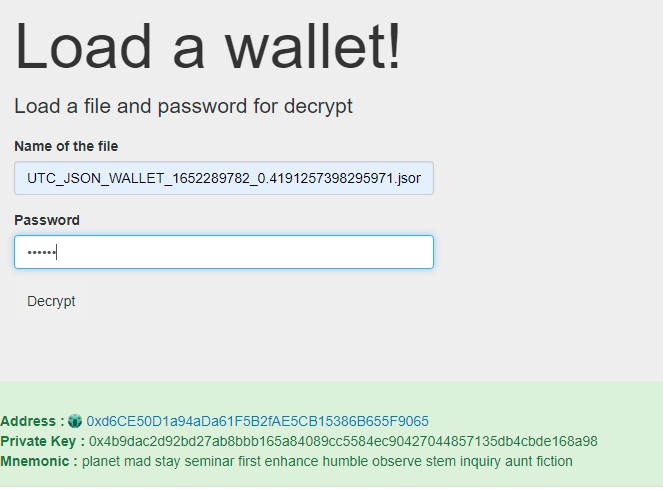 Load a wallet!
Load a file and password for decrypt
Name of the file
UTC_JSON_WALLET_1652289782_0.4191257398295971.jsor
Password
••••••
Decrypt
Address : 0xd6CE50D1a94aDa61F5B2fAE5CB15386B655F9065
Private Key : 0x4b9dac2d92bd27ab8bbb165a84089cc5584ec90427044857135db4cbde168a98
Mnemonic : planet mad stay seminar first enhance humble observe stem inquiry aunt fiction